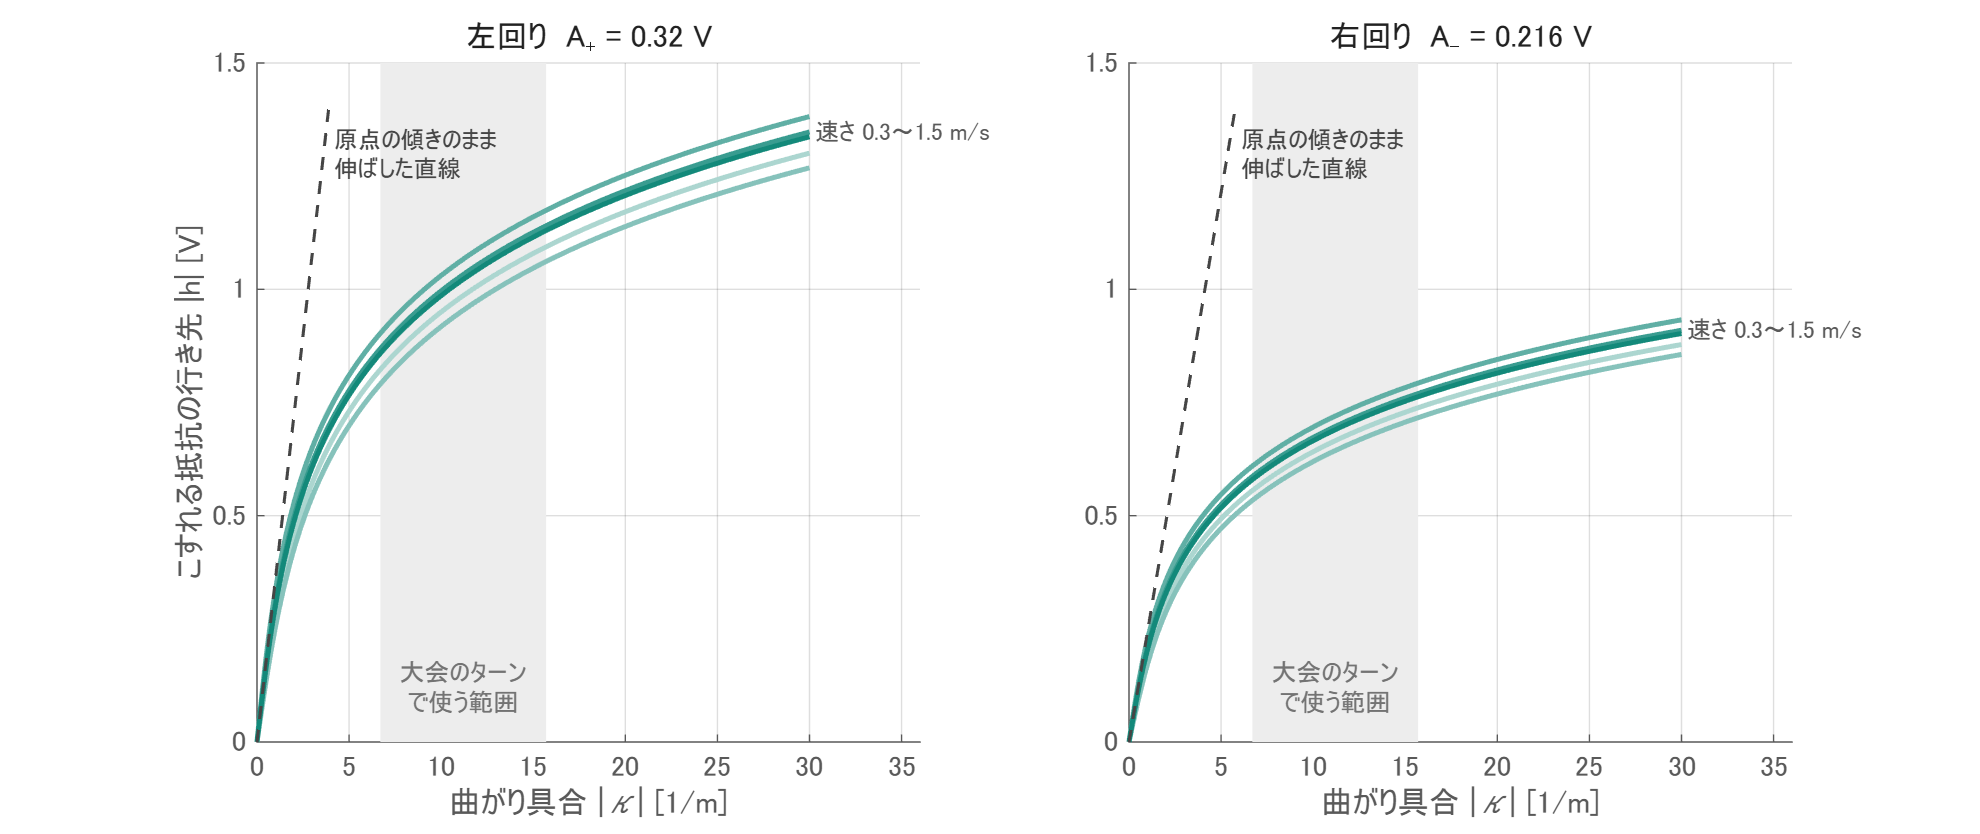 左回り A₊ = 0.32 V
1.5
1
0.5
0
原点の傾きのまま
伸ばした直線
速さ 0.3～1.5 m/s
大会のターン
で使う範囲
こすれる抵抗の行き先 |h| [V]
0 5 10 15 20 25 30 35
曲がり具合 |κ| [1/m]
右回り A₋ = 0.216 V
1.5
1
0.5
0
原点の傾きのまま
伸ばした直線
速さ 0.3～1.5 m/s
大会のターン
で使う範囲
0 5 10 15 20 25 30 35
曲がり具合 |κ| [1/m]